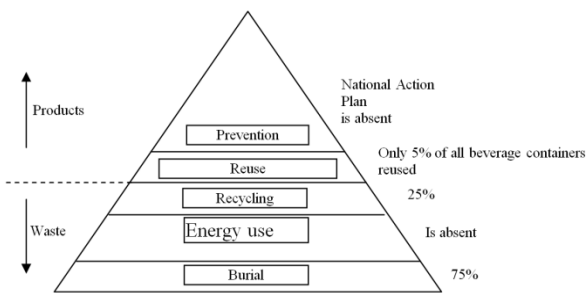 National Action
Plan
is absent
Products
Prevention
Only 5% of all beverage containers
reused
Reuse
Recycling
25%
Waste
Energy use
Is absent
Burial
75%